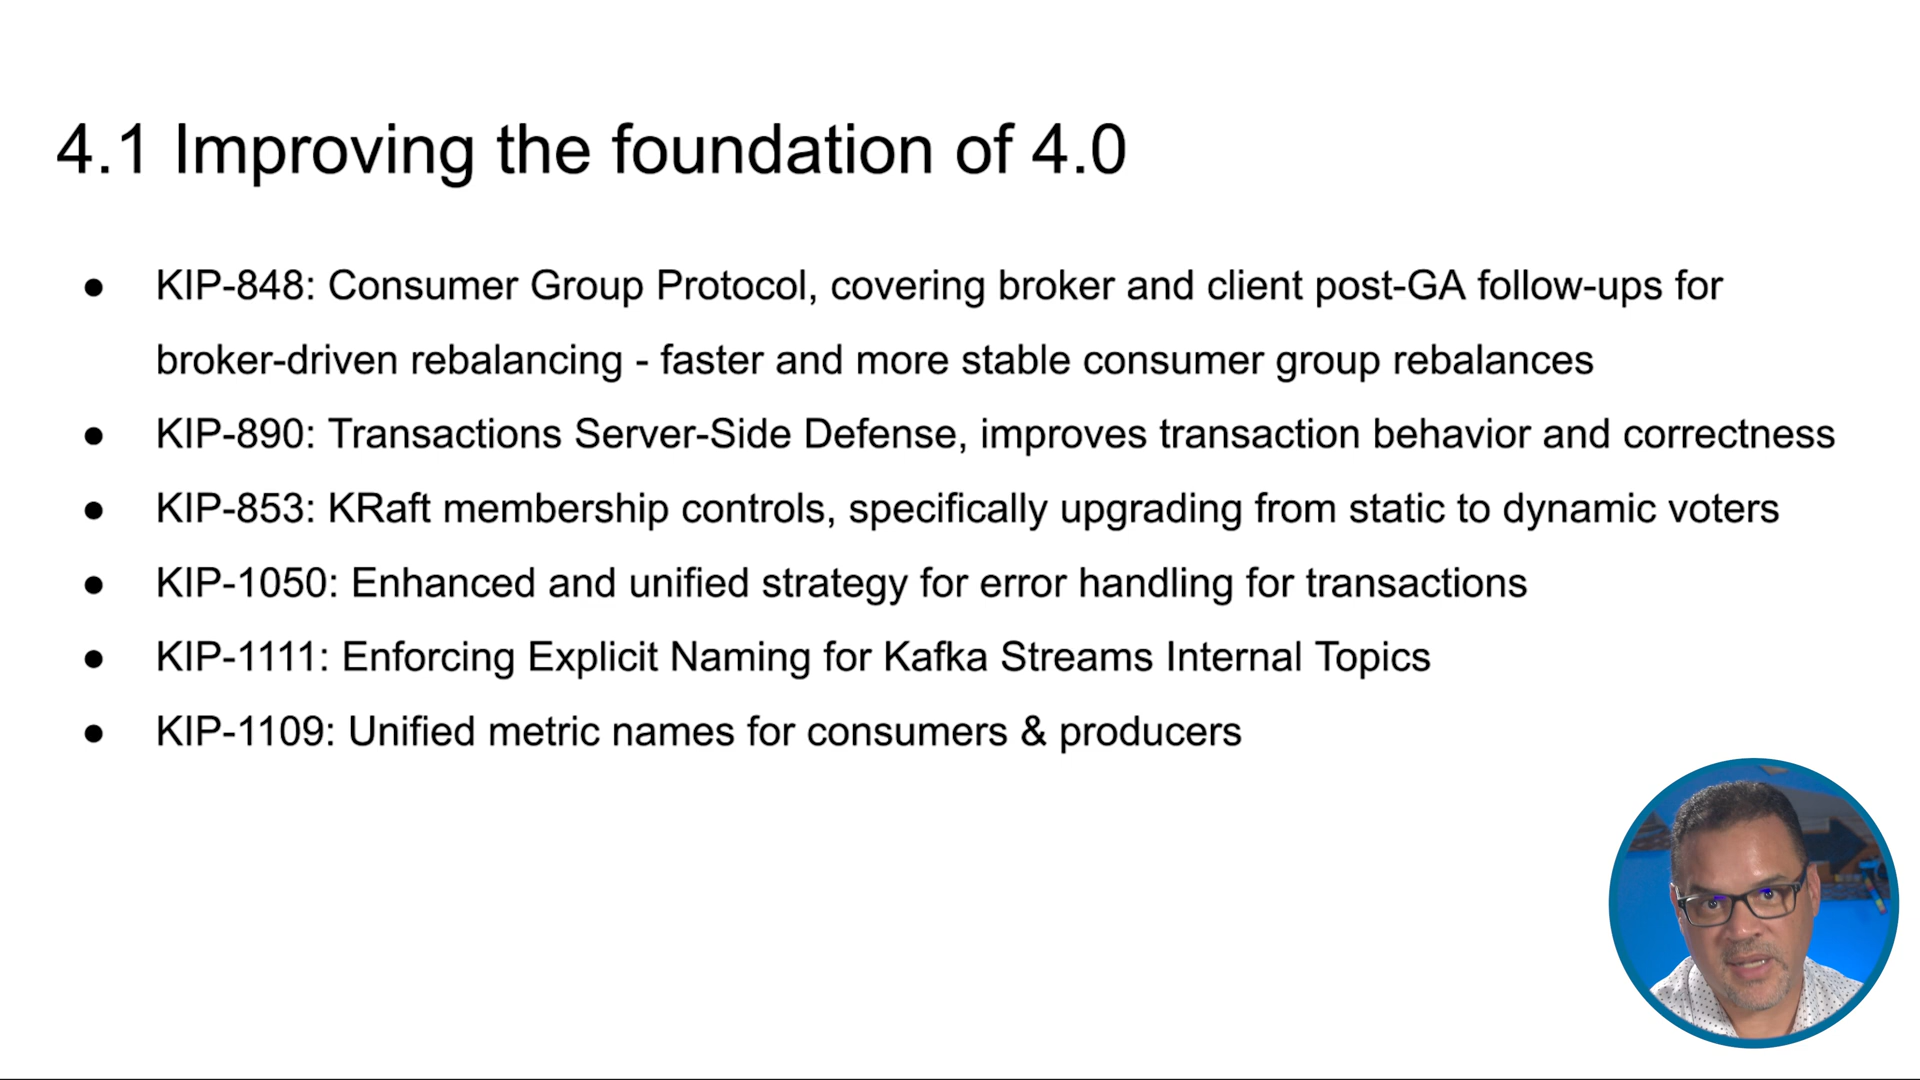 4.1 Improving the foundation of 4.0
● KIP-848: Consumer Group Protocol, covering broker and client post-GA follow-ups for
broker-driven rebalancing - faster and more stable consumer group rebalances
● KIP-890: Transactions Server-Side Defense, improves transaction behavior and correctness
● KIP-853: KRaft membership controls, specifically upgrading from static to dynamic voters
● KIP-1050: Enhanced and unified strategy for error handling for transactions
● KIP-1111: Enforcing Explicit Naming for Kafka Streams Internal Topics
● KIP-1109: Unified metric names for consumers & producers